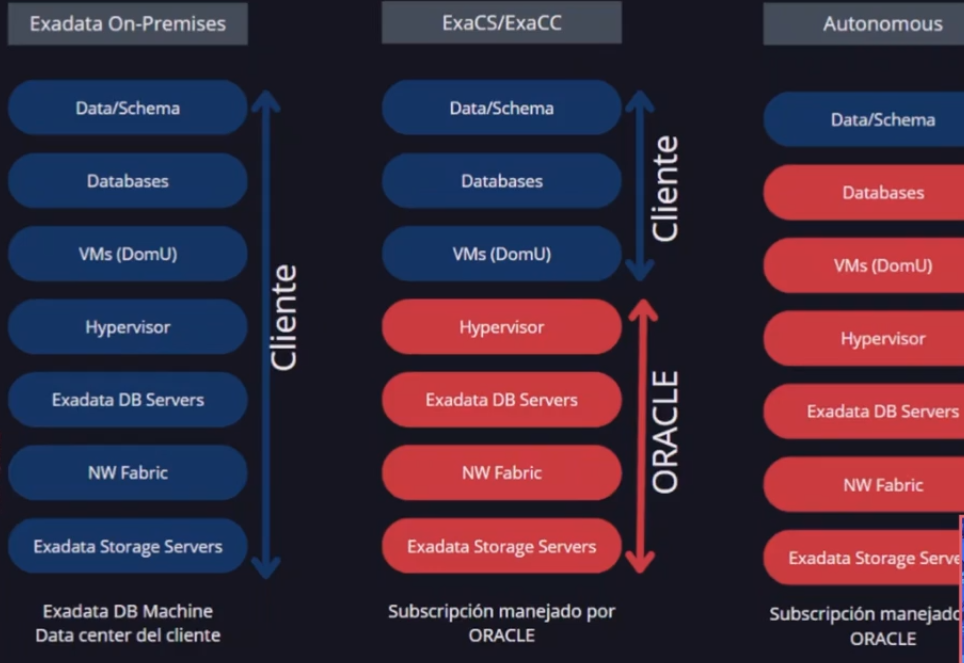 Exadata On-Premises
Data/Schema
Databases
VMs (DomU)
Hypervisor
Exadata DB Servers
NW Fabric
Exadata Storage Servers
Cliente
Exadata DB Machine
Data center del cliente
ExaCS/ExaCC
Data/Schema
Databases
VMs (DomU)
Hypervisor
Exadata DB Servers
NW Fabric
Exadata Storage Servers
Cliente
ORACLE
Subscripción manejado por
ORACLE
Autonomous
Data/Schema
Databases
VMs (DomU)
Hypervisor
Exadata DB Servers
NW Fabric
Exadata Storage Serve
Subscripción manejado
ORACLE